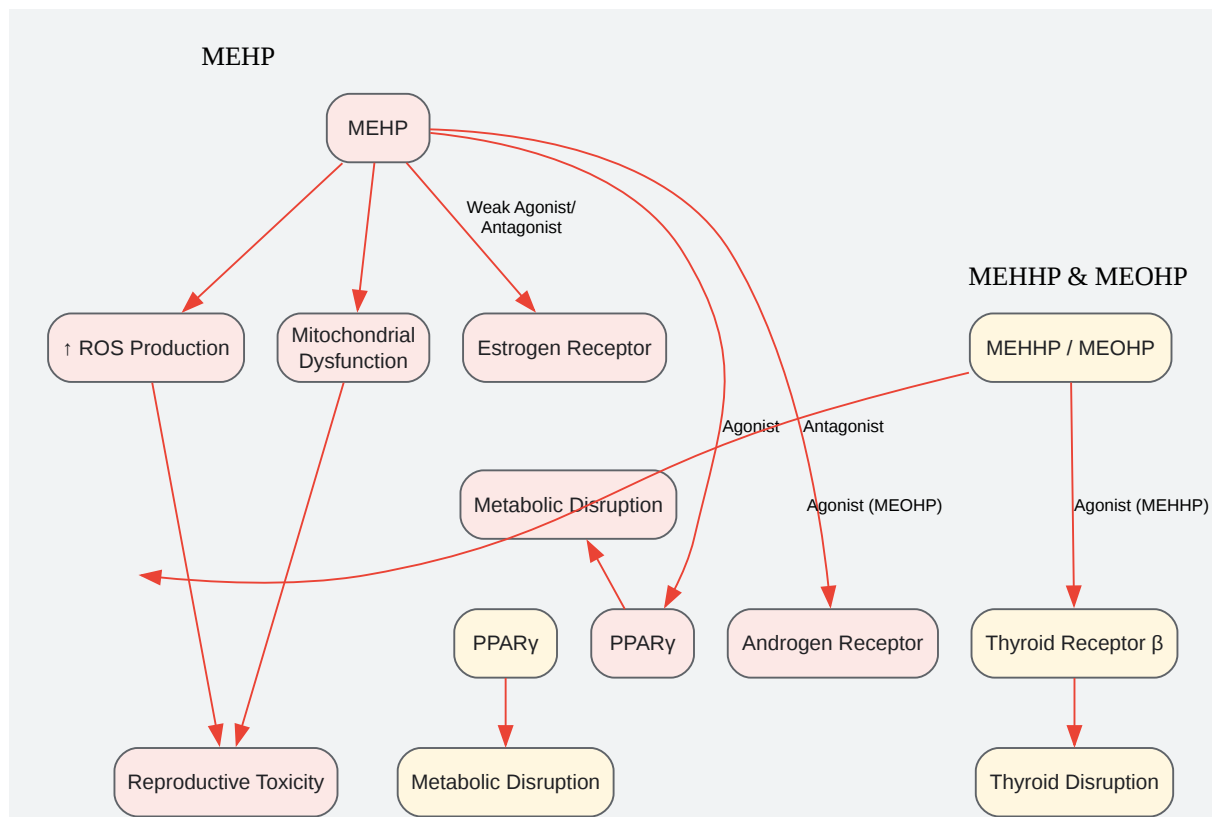 MEHP
MEHP
Weak Agonist/
Antagonist
MEHHP & MEOHP
↑ ROS Production
Mitochondrial
Dysfunction
Estrogen Receptor
MEHHP / MEOHP
Agonist
Antagonist
Metabolic Disruption
Agonist (MEOHP)
Agonist (MEHHP)
PPARγ
PPARγ
Androgen Receptor
Thyroid Receptor β
Reproductive Toxicity
Metabolic Disruption
Thyroid Disruption